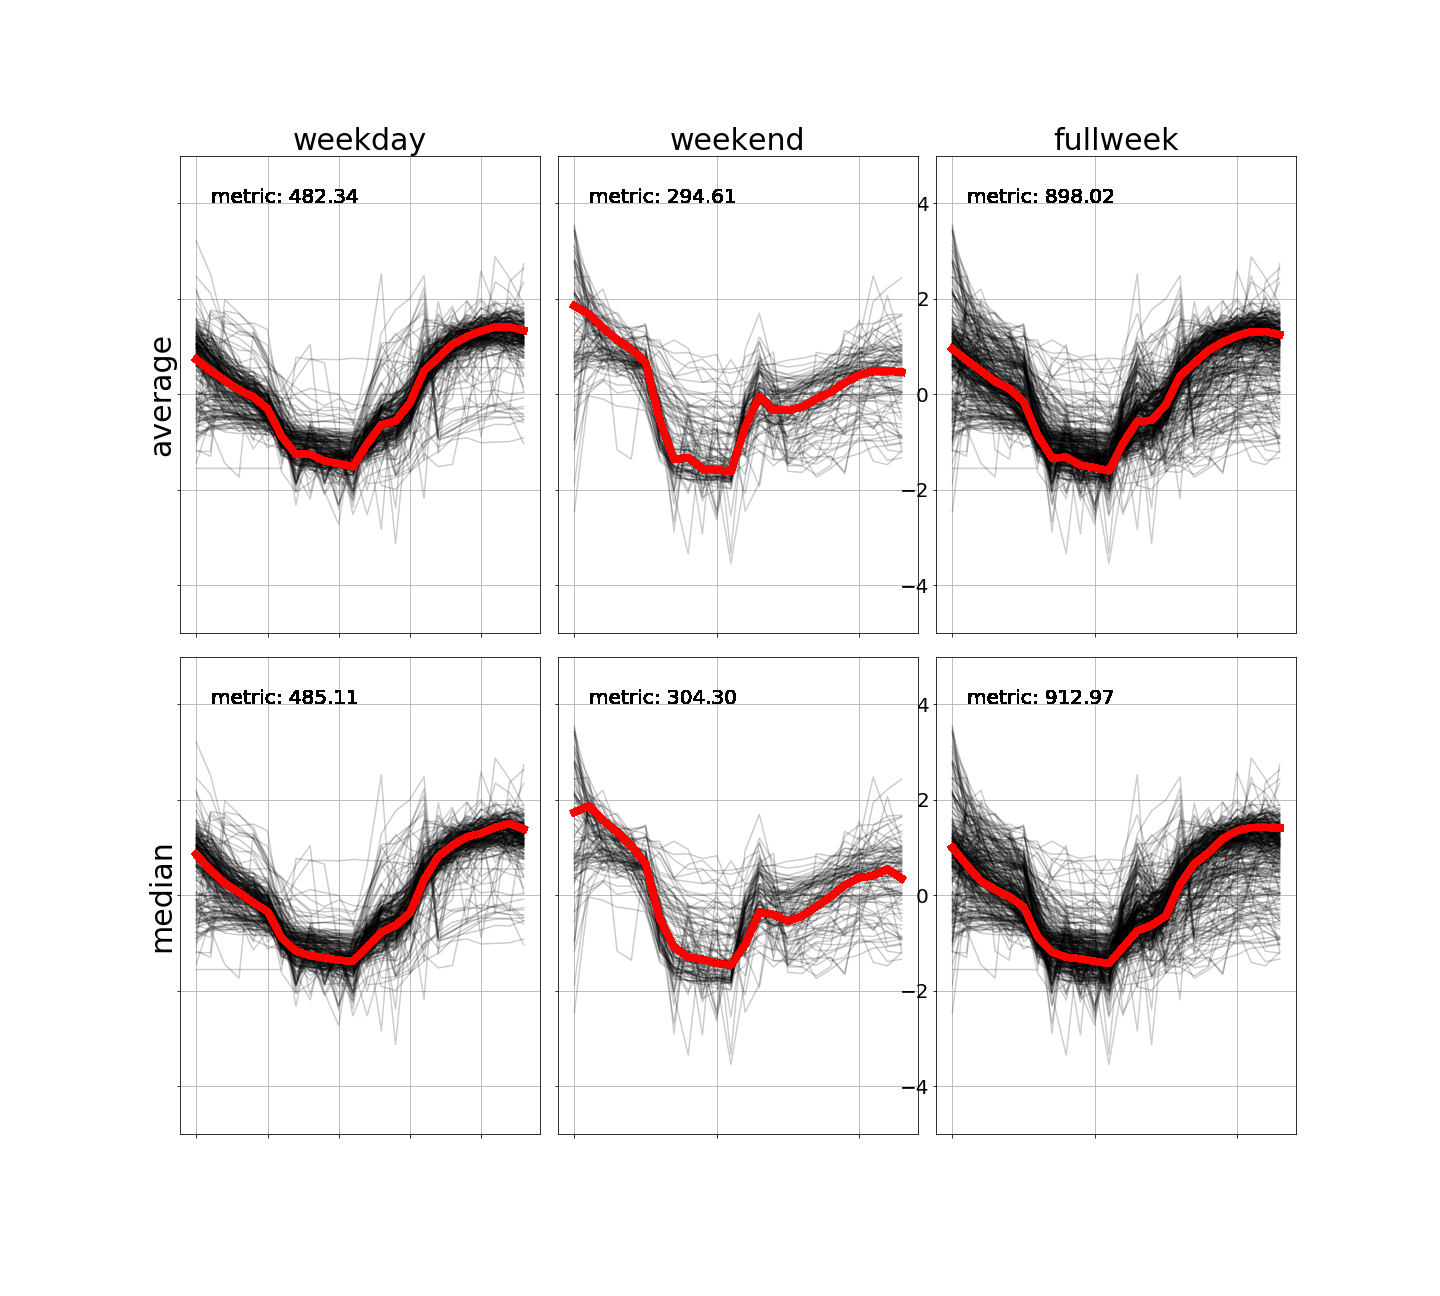 weekday weekend fullweek
average
metric: 482.34
metric: 294.61
metric: 898.02
4
2
0
−2
−4
median
metric: 485.11
metric: 304.30
metric: 912.97
4
2
0
−2
−4